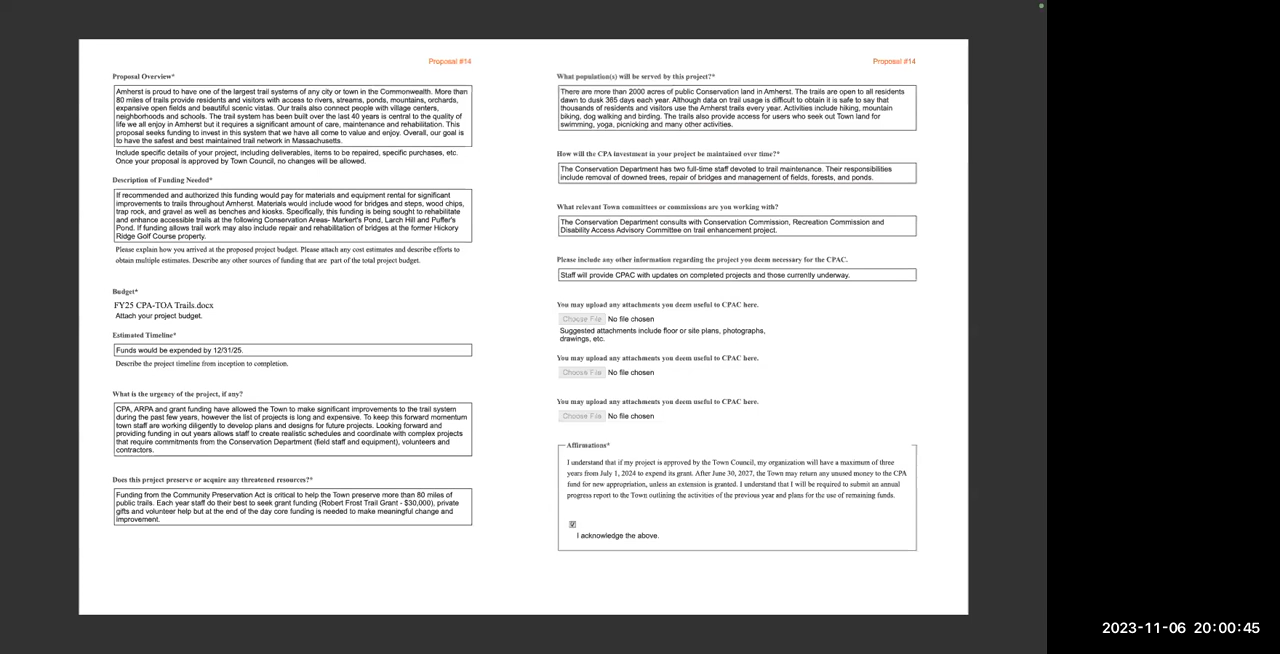 Proposal #14
Proposal Overview*
Amherst is proud to have one of the largest trail systems of any city or town in the Commonwealth. More than
80 miles of trails provide residents and visitors with access to rivers, streams, ponds, mountains, orchards,
expansive open fields and beautiful scenic vistas. Our trails also connect people with village centers,
neighborhoods and schools. The trail system has been built over the last 40 years is central to the quality of
life we all enjoy in Amherst but it requires a significant amount of care, maintenance and rehabilitation. This
proposal seeks funding to invest in this system that we have all come to value and enjoy. Overall, our goal is
to have the safest and best maintained trail network in Massachusetts.
Include specific details of your project, including deliverables, items to be repaired, specific purchases, etc.
Once your proposal is approved by Town Council, no changes will be allowed.
Description of Funding Needed*
If recommended and authorized this funding would pay for materials and equipment rental for significant
improvements to trails throughout Amherst. Materials would include wood for bridges and steps, wood chips,
trap rock, and gravel as well as benches and kiosks. Specifically, this funding is being sought to rehabilitate
and enhance accessible trails at the following Conservation Areas- Markert's Pond, Larch Hill and Puffer's
Pond. If funding allows trail work may also include repair and rehabilitation of bridges at the former Hickory
Ridge Golf Course property.
Please explain how you arrived at the proposed project budget. Please attach any cost estimates and describe efforts to
obtain multiple estimates. Describe any other sources of funding that are part of the total project budget.
Budget*
FY25 CPA-TOA Trails.docx
Attach your project budget.
Estimated Timeline*
Funds would be expended by 12/31/25.
Describe the project timeline from inception to completion.
What is the urgency of the project, if any?
CPA, ARPA and grant funding have allowed the Town to make significant improvements to the trail system
during the past few years, however the list of projects is long and expensive. To keep this forward momentum
town staff are working diligently to develop plans and designs for future projects. Looking forward and
providing funding in out years allows staff to create realistic schedules and coordinate with complex projects
that require commitments from the Conservation Department (field staff and equipment), volunteers and
contractors.
Does this project preserve or acquire any threatened resources?*
Funding from the Community Preservation Act is critical to help the Town preserve more than 80 miles of
public trails. Each year staff do their best to seek grant funding (Robert Frost Trail Grant - $30,000), private
gifts and volunteer help but at the end of the day core funding is needed to make meaningful change and
improvement.
Proposal #14
What population(s) will be served by this project?*
There are more than 2000 acres of public Conservation land in Amherst. The trails are open to all residents
dawn to dusk 365 days each year. Although data on trail usage is difficult to obtain it is safe to say that
thousands of residents and visitors use the Amherst trails every year. Activities include hiking, mountain
biking, dog walking and birding. The trails also provide access for users who seek out Town land for
swimming, yoga, picnicking and many other activities.
How will the CPA investment in your project be maintained over time?*
The Conservation Department has two full-time staff devoted to trail maintenance. Their responsibilities
include removal of downed trees, repair of bridges and management of fields, forests, and ponds.
What relevant Town committees or commissions are you working with?
The Conservation Department consults with Conservation Commission, Recreation Commission and
Disability Access Advisory Committee on trail enhancement project.
Please include any other information regarding the project you deem necessary for the CPAC.
Staff will provide CPAC with updates on completed projects and those currently underway.
You may upload any attachments you deem useful to CPAC here.
Choose File No file chosen
Suggested attachments include floor or site plans, photographs,
drawings, etc.
You may upload any attachments you deem useful to CPAC here.
Choose File No file chosen
You may upload any attachments you deem useful to CPAC here.
Choose File No file chosen
Affirmations*
I understand that if my project is approved by the Town Council, my organization will have a maximum of three
years from July 1, 2024 to expend its grant. After June 30, 2027, the Town may return any unused money to the CPA
fund for new appropriation, unless an extension is granted. I understand that I will be required to submit an annual
progress report to the Town outlining the activities of the previous year and plans for the use of remaining funds.
I acknowledge the above.
2023-11-06 20:00:45